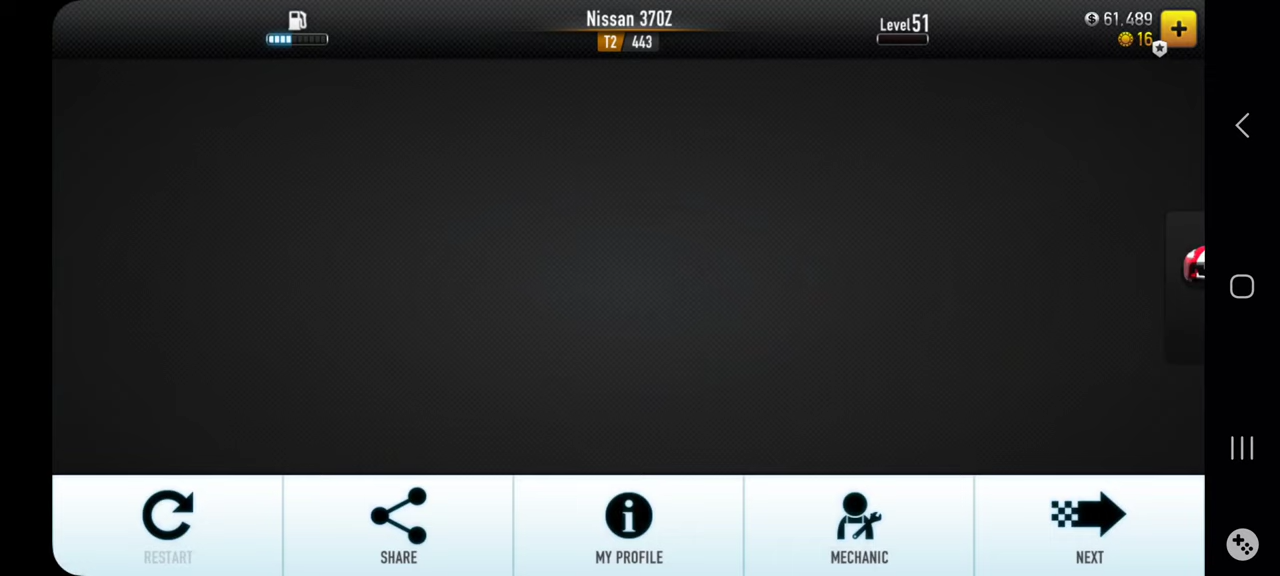 Nissan 370Z
T2 443
Level 51
61,489
16
RESTART
SHARE
MY PROFILE
MECHANIC
NEXT